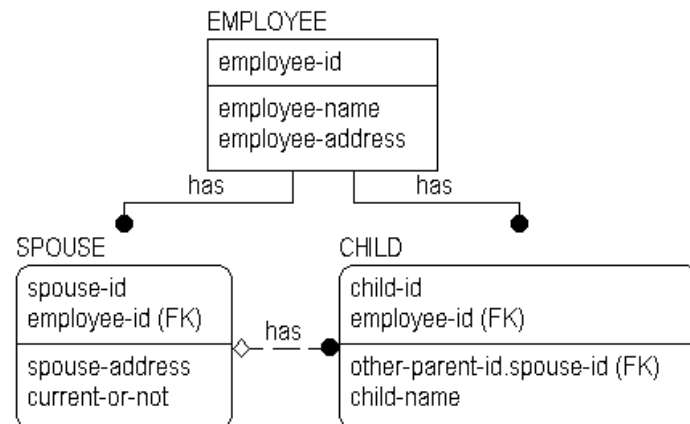 EMPLOYEE
employee-id
employee-name
employee-address
has
has
SPOUSE
spouse-id
employee-id (FK)
spouse-address
current-or-not
has
CHILD
child-id
employee-id (FK)
other-parent-id.spouse-id (FK)
child-name